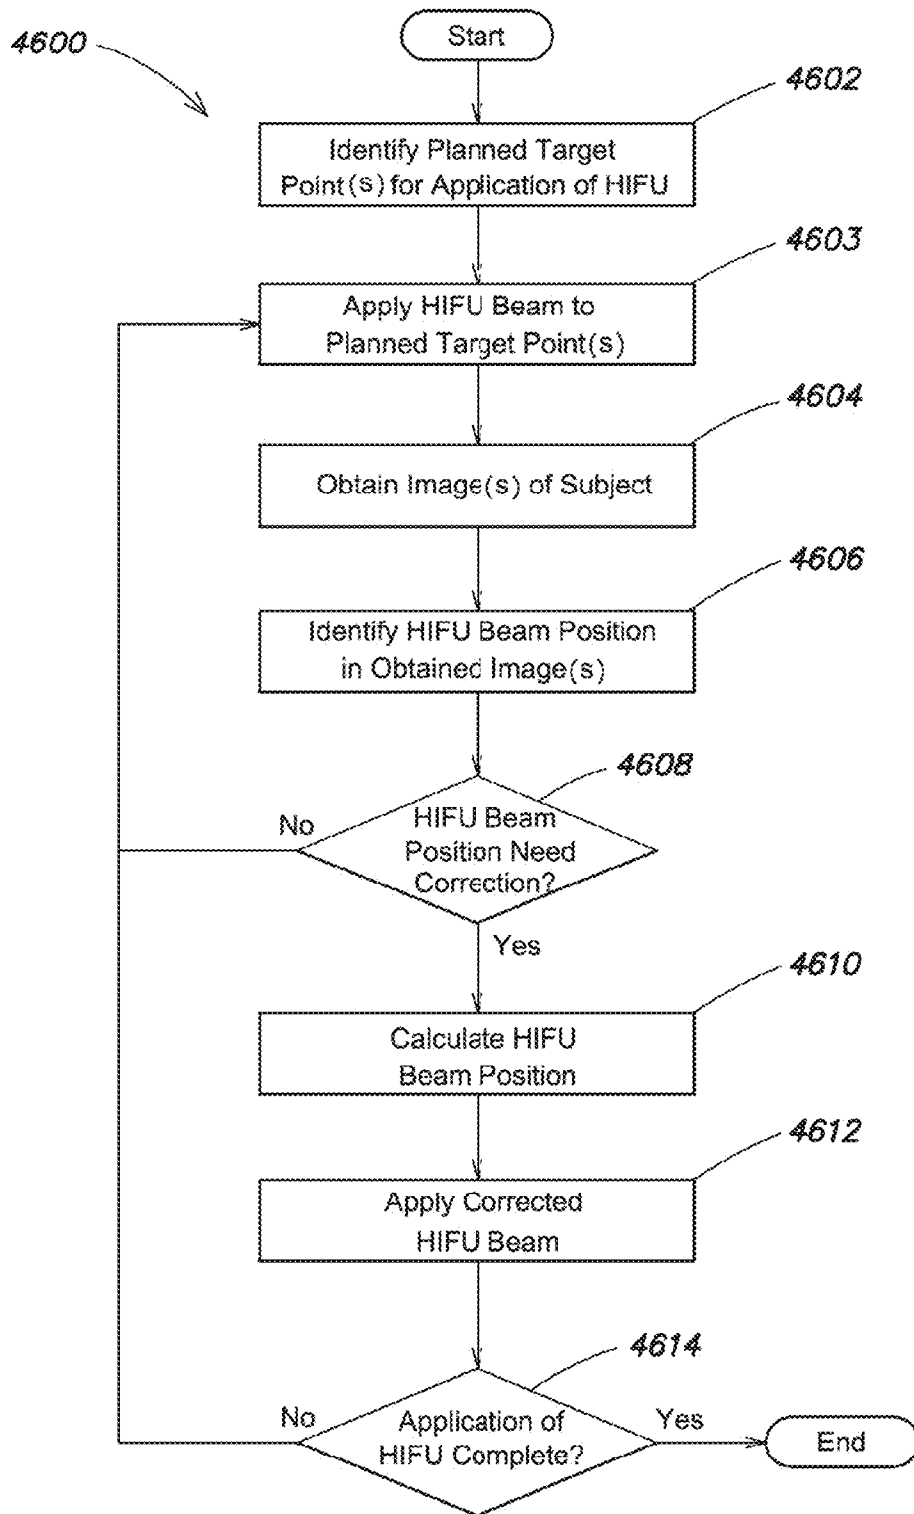 4600
Start
4602
Identify Planned Target
Point(s) for Application of HIFU
4603
Apply HIFU Beam to
Planned Target Point(s)
4604
Obtain Image(s) of Subject
4606
Identify HIFU Beam Position
in Obtained Image(s)
4608
No
HIFU Beam
Position Need
Correction?
Yes
4610
Calculate HIFU
Beam Position
4612
Apply Corrected
HIFU Beam
4614
No
Application of
HIFU Complete?
Yes
End